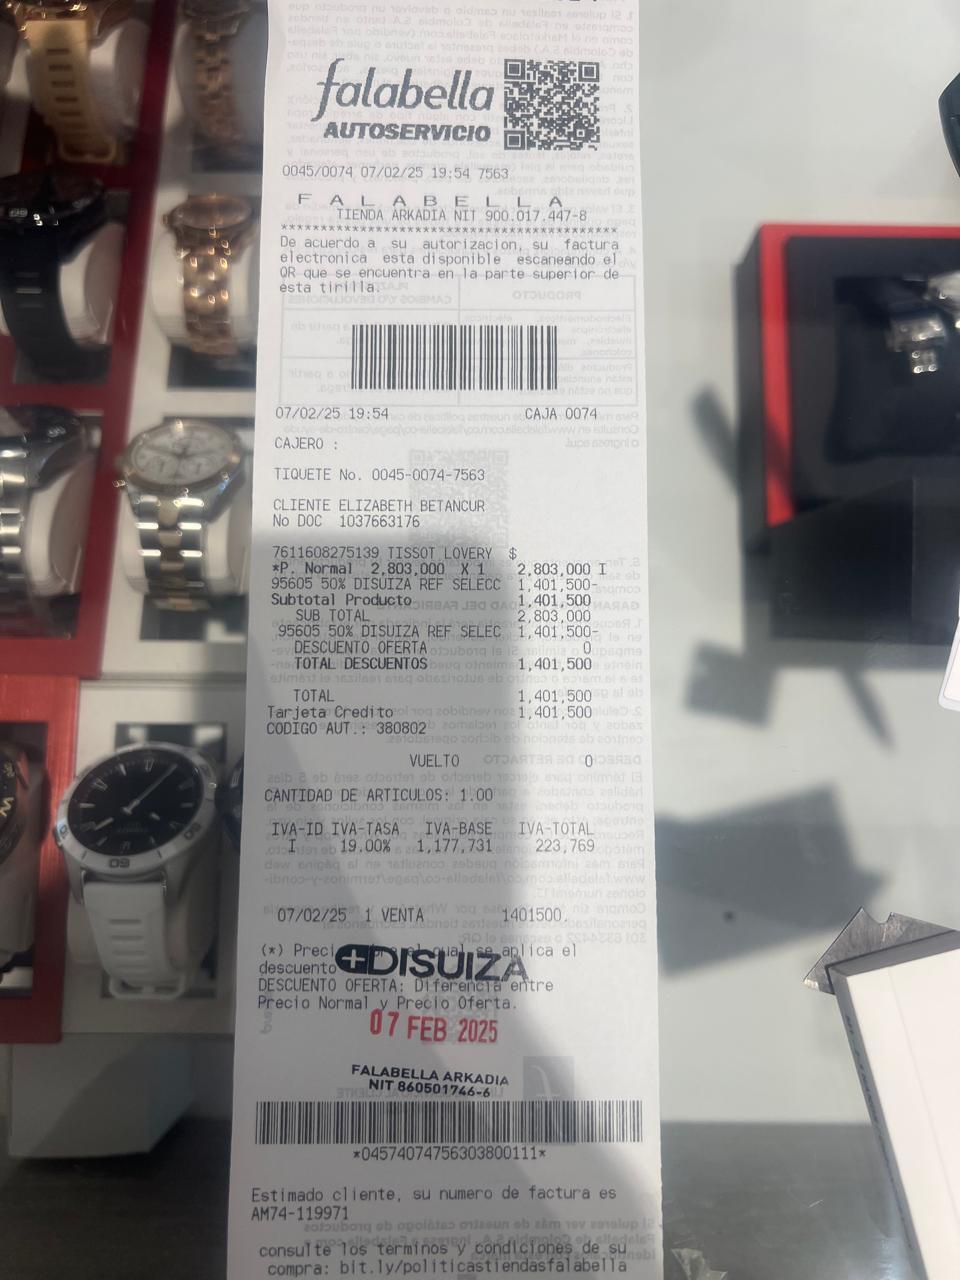 falabella
AUTOSERVICIO
0045/0074 07/02/25 19:54 7563
F A L A B E L L A
TIENDA ARKADIA NIT 900.017.447-8
*****************************************
De acuerdo a su autorizacion, su factura
electronica esta disponible escaneando el
QR que se encuentra en la parte superior de
esta tirilla.
07/02/25 19:54 CAJA 0074
CAJERO :
TIQUETE No. 0045-0074-7563
CLIENTE ELIZABETH BETANCUR
No DOC 1037663176
7611608275139 TISSOT LOVERY $
*P. Normal 2,803,000 X 1 2,803,000 I
95605 50% DISUIZA REF SELECC 1,401,500-
Subtotal Producto 1,401,500
SUB TOTAL 2,803,000
95605 50% DISUIZA REF SELEC 1,401,500-
DESCUENTO OFERTA 0
TOTAL DESCUENTOS 1,401,500
TOTAL 1,401,500
Tarjeta Credito 1,401,500
CODIGO AUT.: 380802
VUELTO 0
CANTIDAD DE ARTICULOS: 1.00
IVA-ID IVA-TASA IVA-BASE IVA-TOTAL
I 19.00% 1,177,731 223,769
07/02/25 1 VENTA 1401500.
(*) Preci el cual se aplica el
descuento
DISUIZA
DESCUENTO OFERTA: Diferencia entre
Precio Normal y Precio Oferta.
07 FEB 2025
FALABELLA ARKADIA
NIT 860501746-6
*04574074756303800111*
Estimado cliente, su numero de factura es
AM74-119971
consulte los terminos y condiciones de su
compra: bit.ly/politicastiendasfalabella